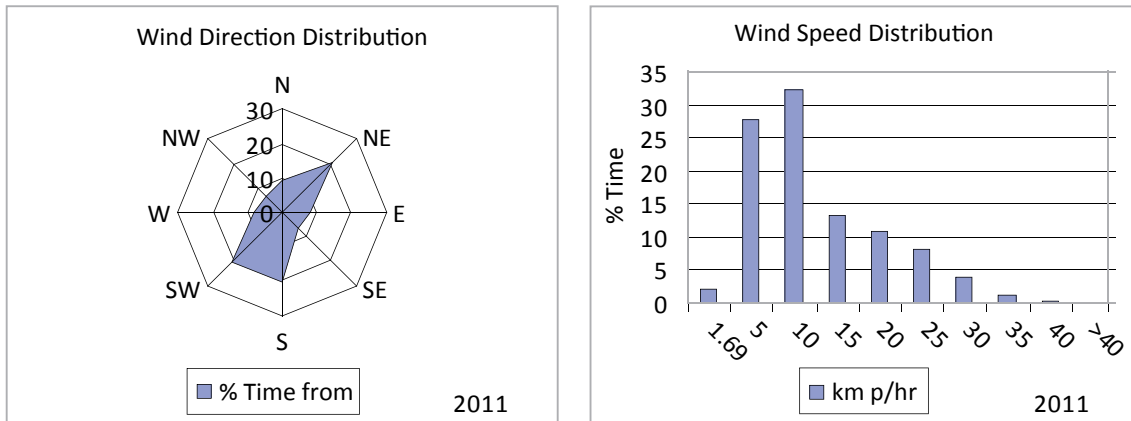 Wind Direction Distribution
N
30
NW
NE
20
10
W
0
E
SW
SE
S
% Time from
2011
Wind Speed Distribution
35
30
25
20
15
10
5
0
% Time
1.69 5 10 15 20 25 30 35 40 >40
km p/hr
2011